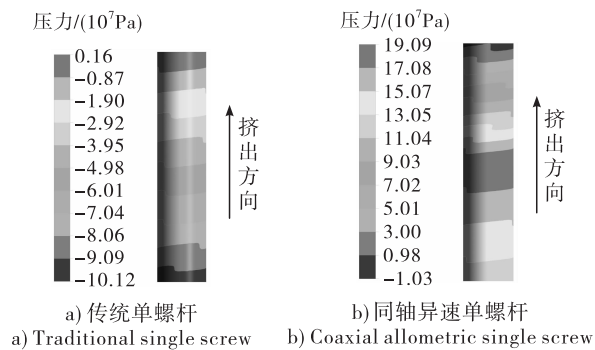 压力/(10⁷Pa)
0.16
-0.87
-1.90
-2.92
-3.95
-4.98
-6.01
-7.04
-8.06
-9.09
-10.12
挤出方向
a) 传统单螺杆
a) Traditional single screw
压力/(10⁷Pa)
19.09
17.08
15.07
13.05
11.04
9.03
7.02
5.01
3.00
0.98
-1.03
挤出方向
b) 同轴异速单螺杆
b) Coaxial allometric single screw